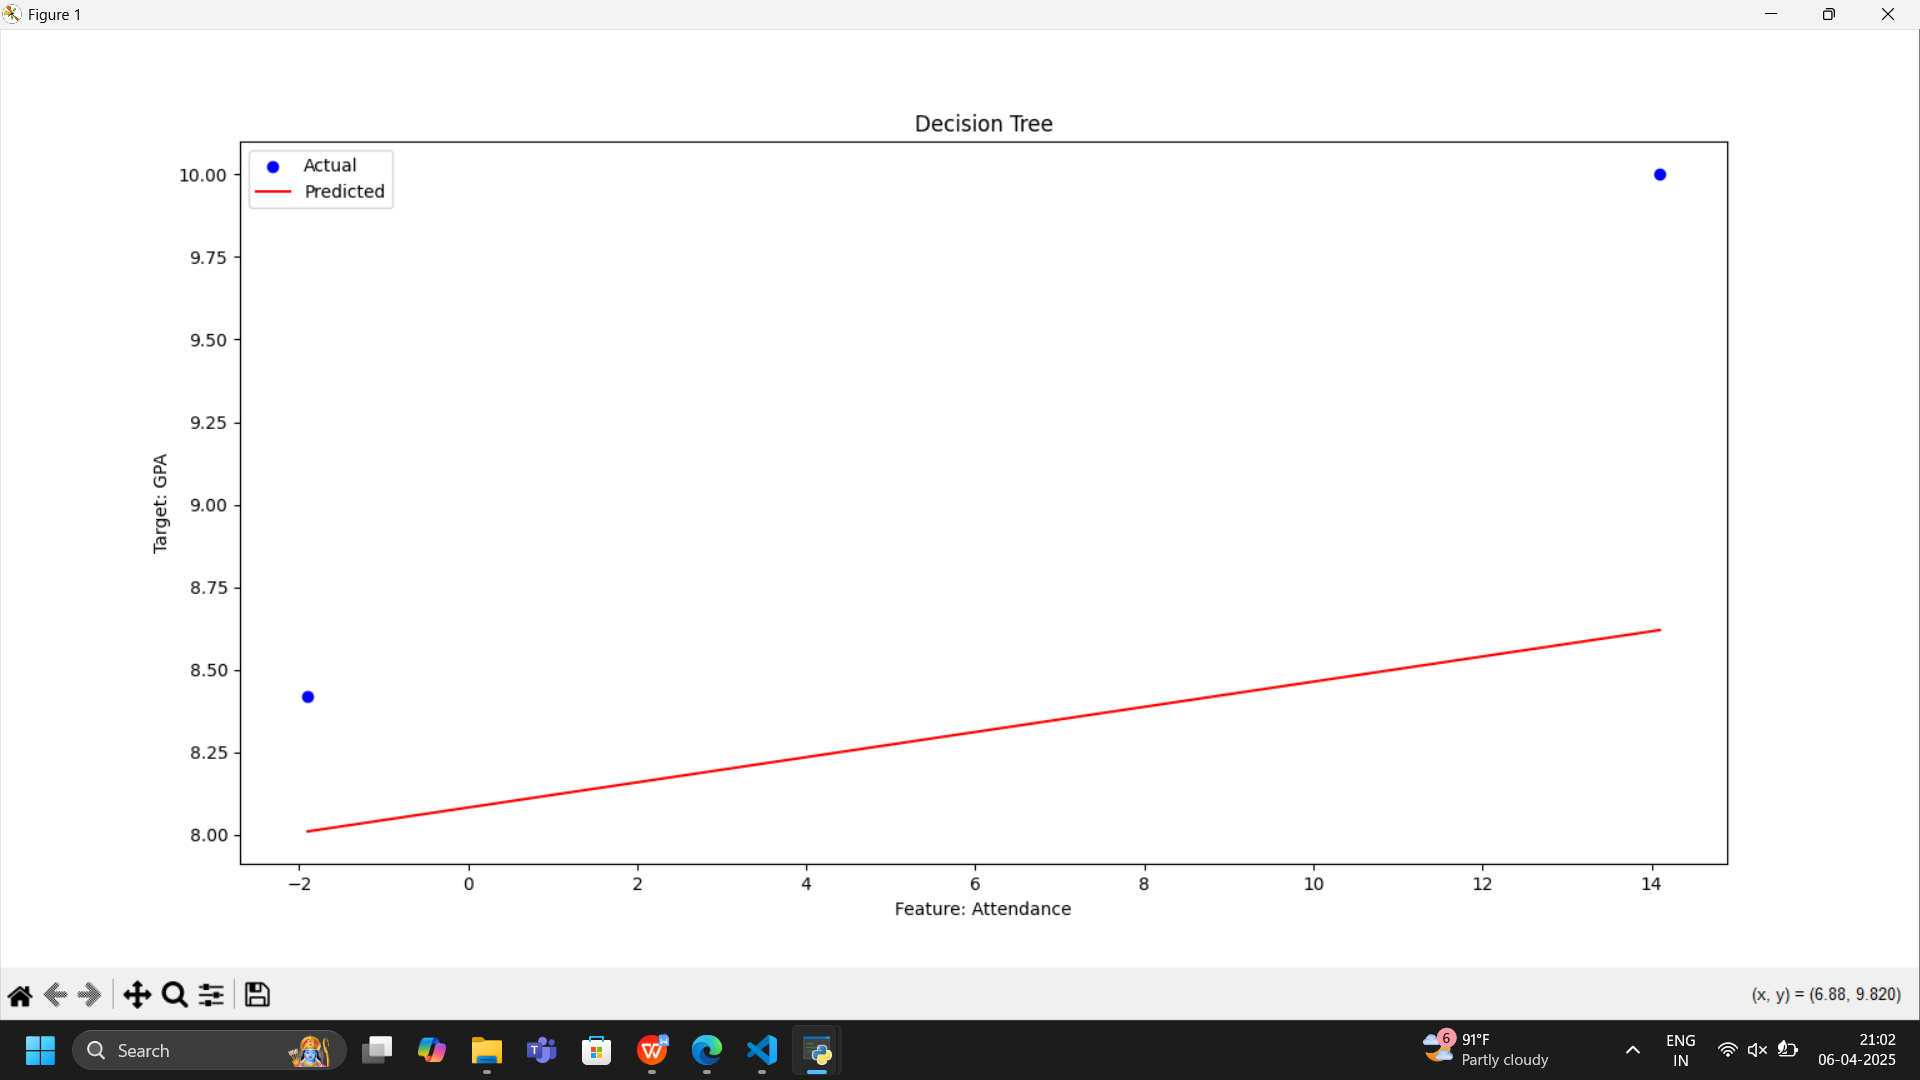 Figure 1
Decision Tree
Actual
Predicted
10.00
9.75
9.50
9.25
9.00
8.75
8.50
8.25
8.00
Target: GPA
−2 0 2 4 6 8 10 12 14
Feature: Attendance
(x, y) = (6.88, 9.820)
Search
T
W
W
6
91°F
Partly cloudy
ENG
IN
21:02
06-04-2025